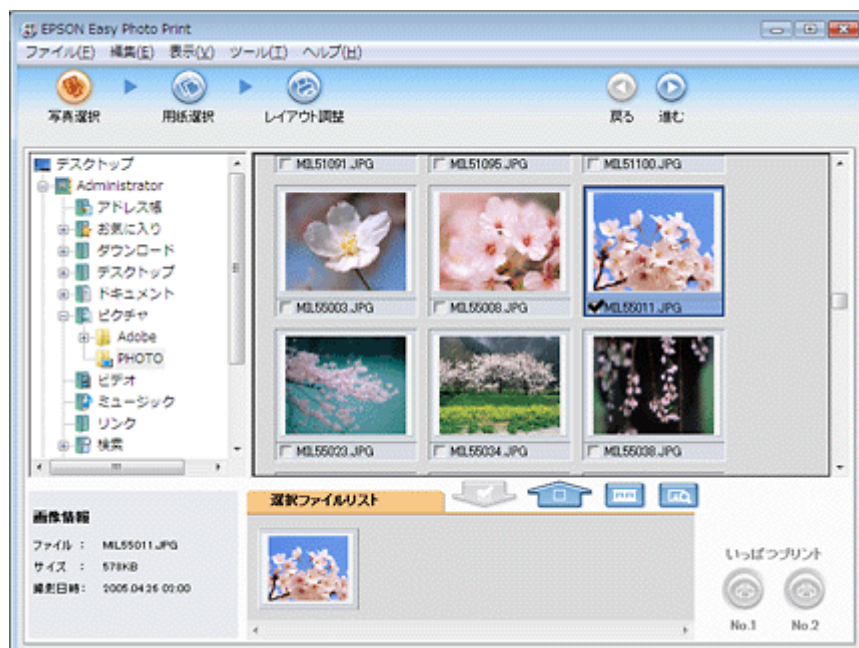 EPSON Easy Photo Print
ファイル(F) 編集(E) 表示(V) ツール(T) ヘルプ(H)
写真選択 用紙選択 レイアウト調整 戻る 進む
デスクトップ
Administrator
アドレス帳
お気に入り
ダウンロード
デスクトップ
ドキュメント
ピクチャ
Adobe
PHOTO
ビデオ
ミュージック
リンク
検索
MIL51091.JPG MIL51095.JPG MIL51100.JPG
MIL55003.JPG MIL55008.JPG MIL55011.JPG
MIL55023.JPG MIL55034.JPG MIL55038.JPG
選択ファイルリスト
画像情報
ファイル : MIL55011.JPG
サイズ : 578KB
撮影日時: 2005.04.26 02:00
いっぱつプリント
No.1 No.2